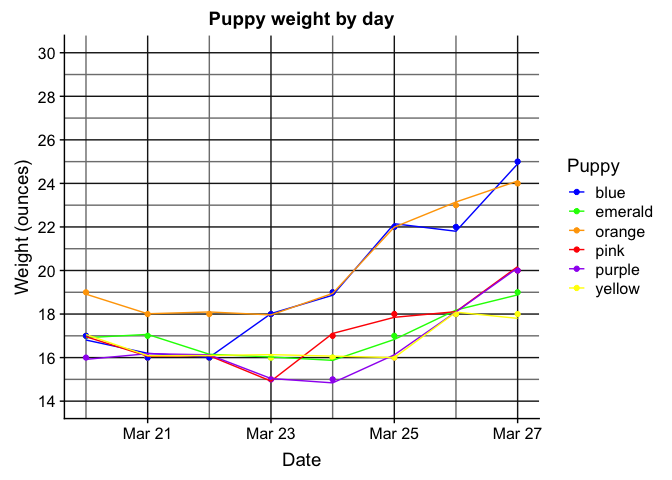 Puppy weight by day
30
28
26
24
22
20
18
16
14
Weight (ounces)
Mar 21 Mar 23 Mar 25 Mar 27
Date
Puppy
blue
emerald
orange
pink
purple
yellow